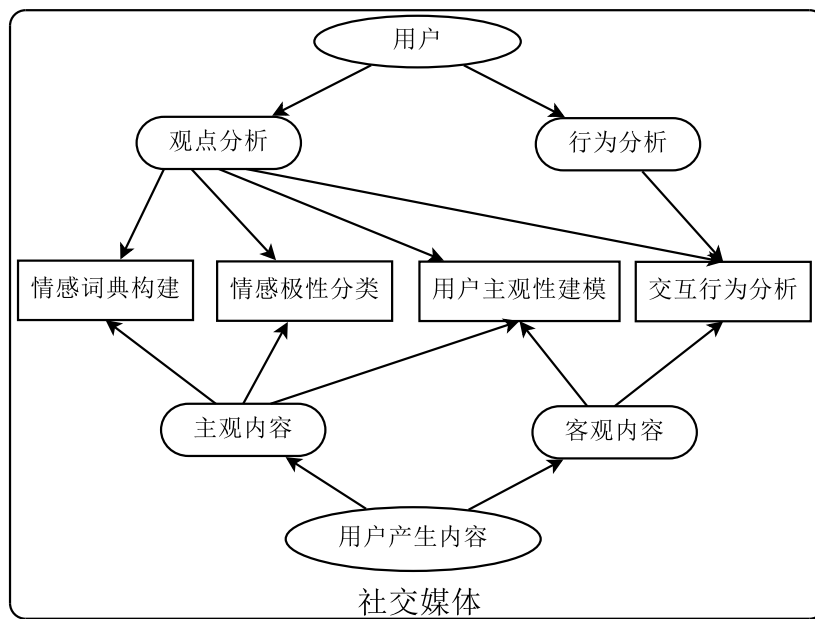 用户
观点分析
行为分析
情感词典构建
情感极性分类
用户主观性建模
交互行为分析
主观内容
客观内容
用户产生内容
社交媒体